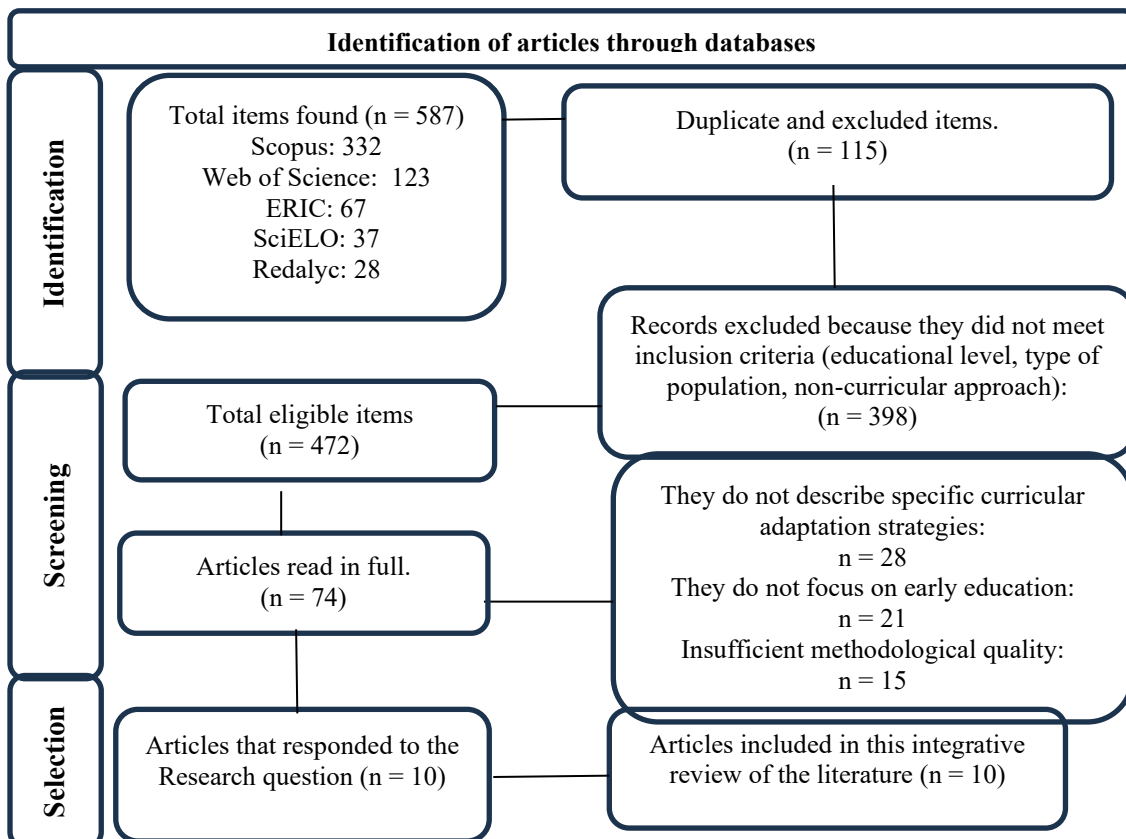 Identification of articles through databases
Identification
Total items found (n = 587)
Scopus: 332
Web of Science: 123
ERIC: 67
SciELO: 37
Redalyc: 28
Duplicate and excluded items.
(n = 115)
Records excluded because they did not meet
inclusion criteria (educational level, type of
population, non-curricular approach):
(n = 398)
Screening
Total eligible items
(n = 472)
Articles read in full.
(n = 74)
They do not describe specific curricular
adaptation strategies:
n = 28
They do not focus on early education:
n = 21
Insufficient methodological quality:
n = 15
Selection
Articles that responded to the
Research question (n = 10)
Articles included in this integrative
review of the literature (n = 10)